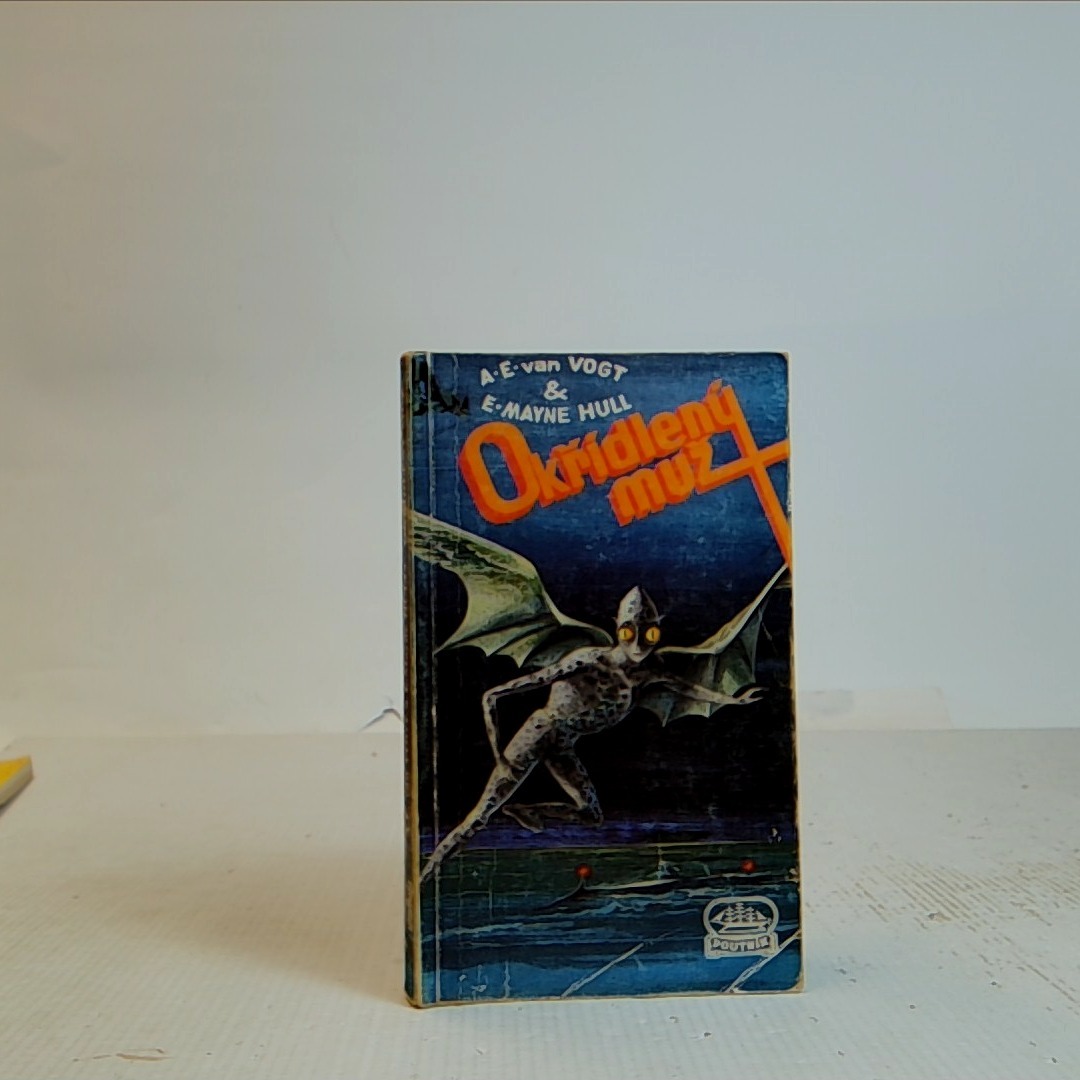 A·E·van VOGT
&
E·MAYNE HULL
Okřídlený
muž
POUTNÍK